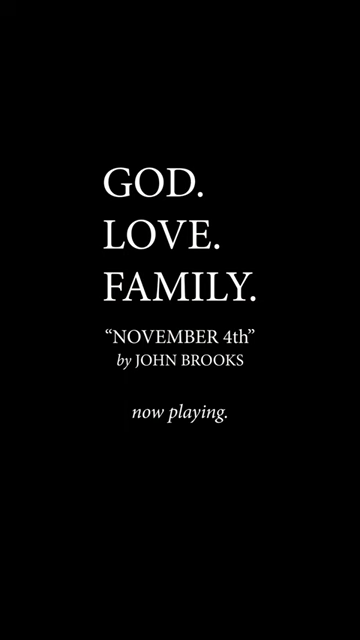 GOD.
LOVE.
FAMILY.
“NOVEMBER 4th”
by JOHN BROOKS
now playing.